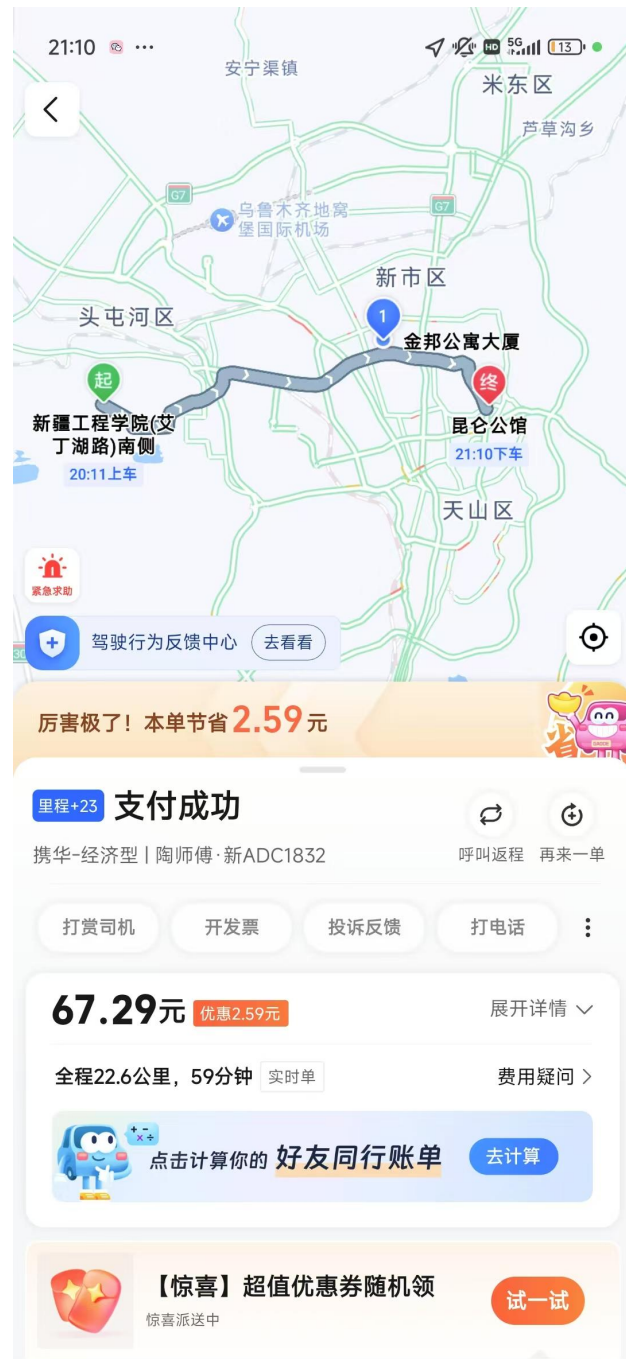 21:10
HD
5G
13
安宁渠镇
米东区
芦草沟乡
G7
乌鲁木齐地窝
堡国际机场
G7
新市区
头屯河区
1
金邦公寓大厦
起
终
新疆工程学院(艾
丁湖路)南侧
20:11上车
昆仑公馆
21:10下车
天山区
紧急求助
驾驶行为反馈中心
去看看
厉害极了！本单节省2.59元
省
里程+23
支付成功
携华-经济型 | 陶师傅·新ADC1832
呼叫返程
再来一单
打赏司机
开发票
投诉反馈
打电话
67.29元
优惠2.59元
展开详情
全程22.6公里，59分钟
实时单
费用疑问
点击计算你的 好友同行账单
去计算
【惊喜】超值优惠券随机领
惊喜派送中
试一试